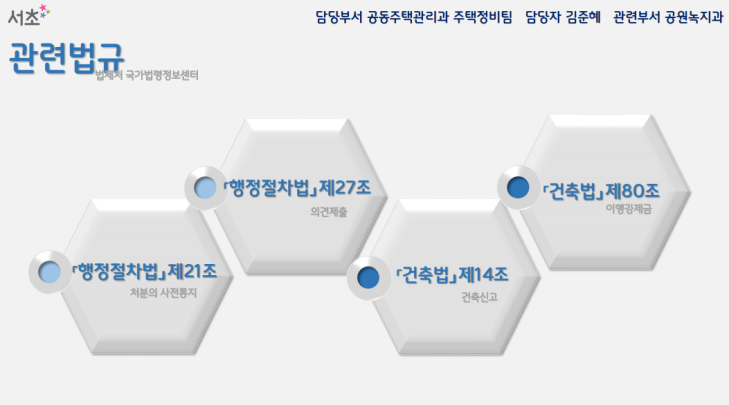 서초
담당부서 공동주택관리과 주택정비팀 담당자 김준혜 관련부서 공원녹지과
관련법규
법제처 국가법령정보센터
「행정절차법」제27조
의견제출
「건축법」제80조
이행강제금
「행정절차법」제21조
처분의 사전통지
「건축법」제14조
건축신고